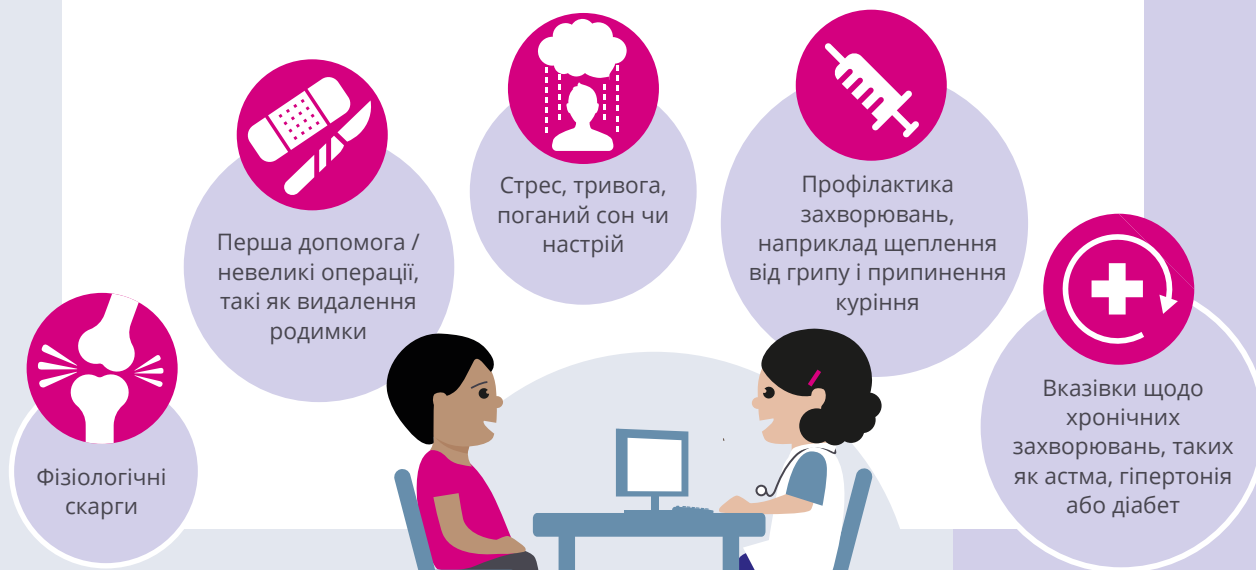 Фізіологічні
скарги
Перша допомога /
невеликі операції,
такі як видалення
родимки
Стрес, тривога,
поганий сон чи
настрій
Профілактика
захворювань,
наприклад щеплення
від грипу і припинення
куріння
Вказівки щодо
хронічних
захворювань, таких
як астма, гіпертонія
або діабет